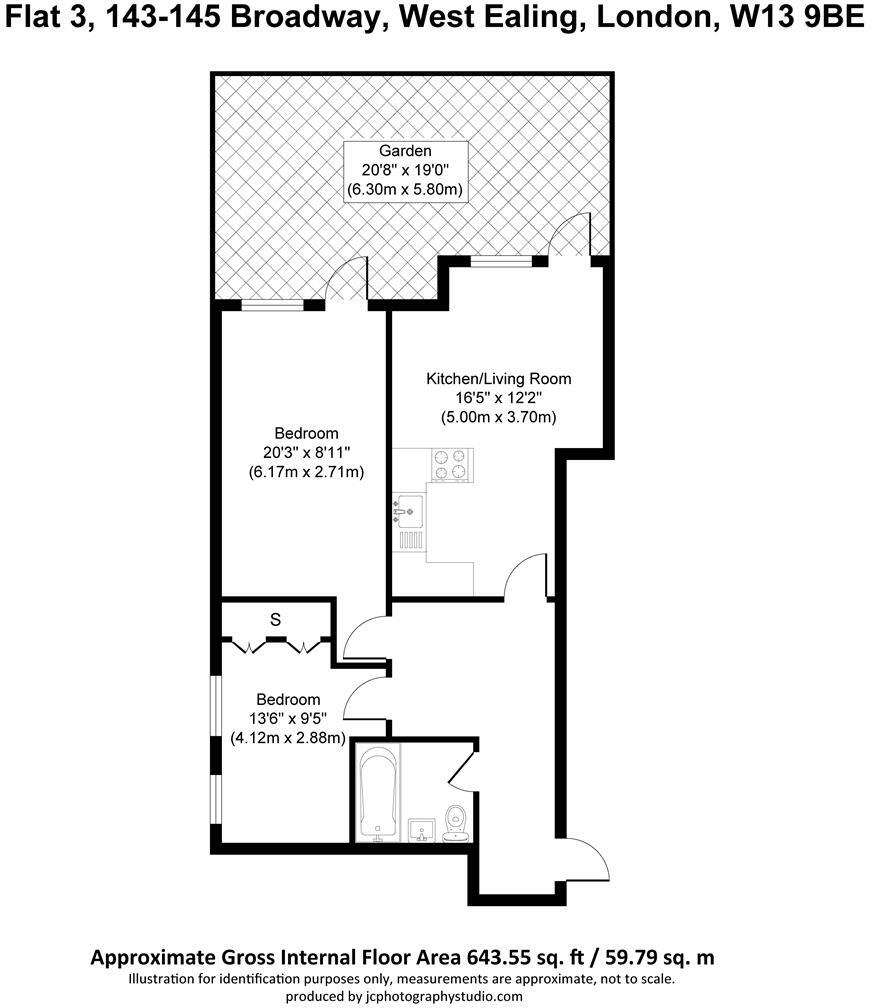 Flat 3, 143-145 Broadway, West Ealing, London, W13 9BE
Garden
20'8" x 19'0"
(6.30m x 5.80m)
Kitchen/Living Room
16'5" x 12'2"
(5.00m x 3.70m)
Bedroom
20'3" x 8'11"
(6.17m x 2.71m)
S
Bedroom
13'6" x 9'5"
(4.12m x 2.88m)
Approximate Gross Internal Floor Area 643.55 sq. ft / 59.79 sq. m
Illustration for identification purposes only, measurements are approximate, not to scale.
produced by jcphotographystudio.com